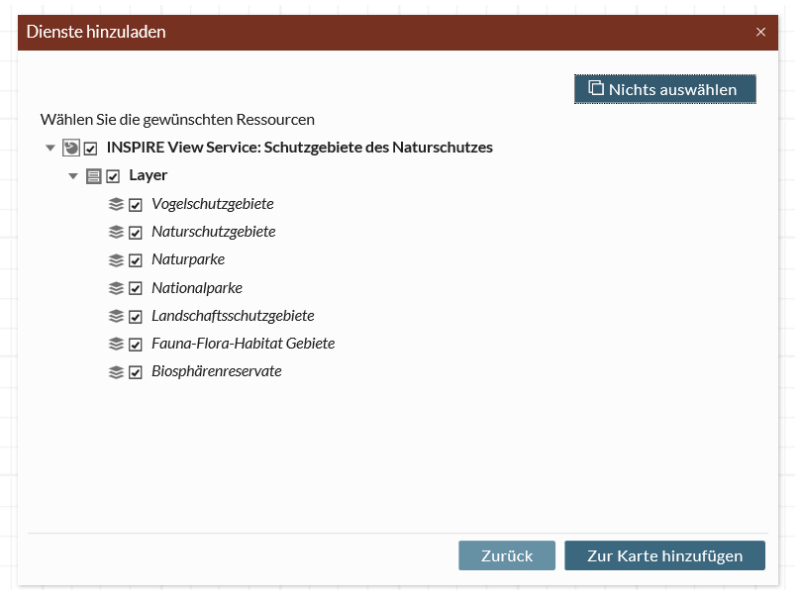 Dienste hinzuladen
Nichts auswählen
Wählen Sie die gewünschten Ressourcen
INSPIRE View Service: Schutzgebiete des Naturschutzes
Layer
Vogelschutzgebiete
Naturschutzgebiete
Naturparke
Nationalparke
Landschaftsschutzgebiete
Fauna-Flora-Habitat Gebiete
Biosphärenreservate
Zurück
Zur Karte hinzufügen